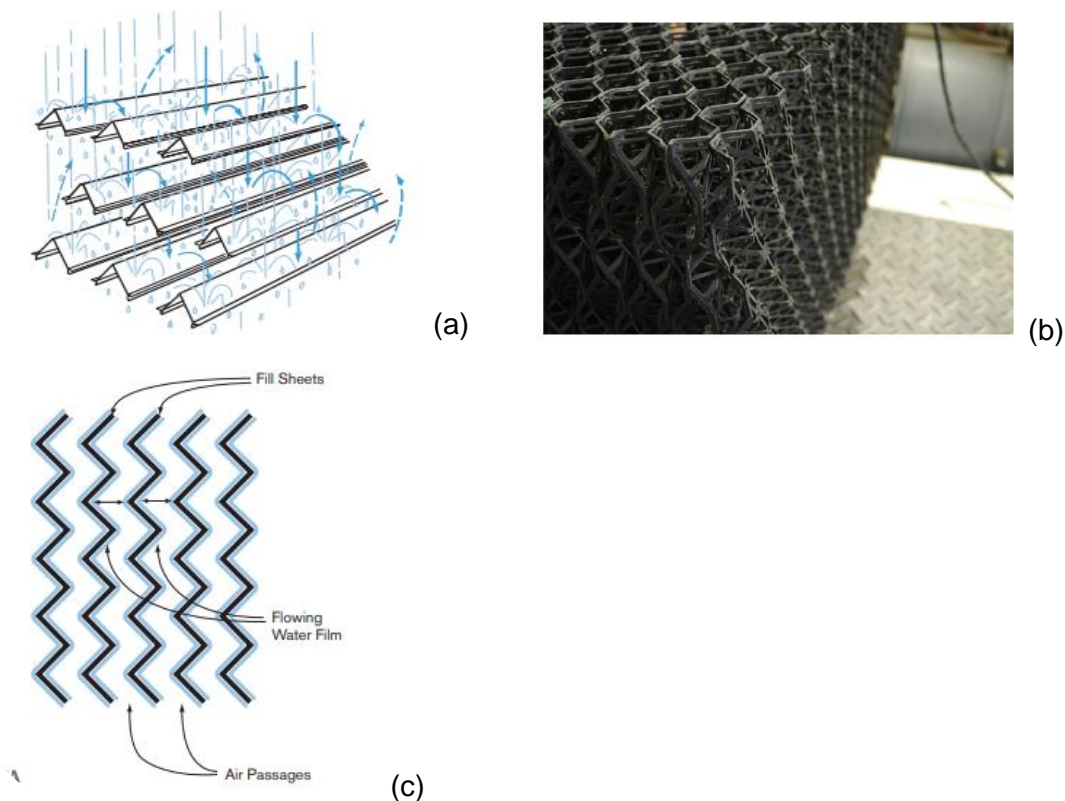 (a)
(b)
Fill Sheets
Flowing
Water Film
Air Passages
(c)